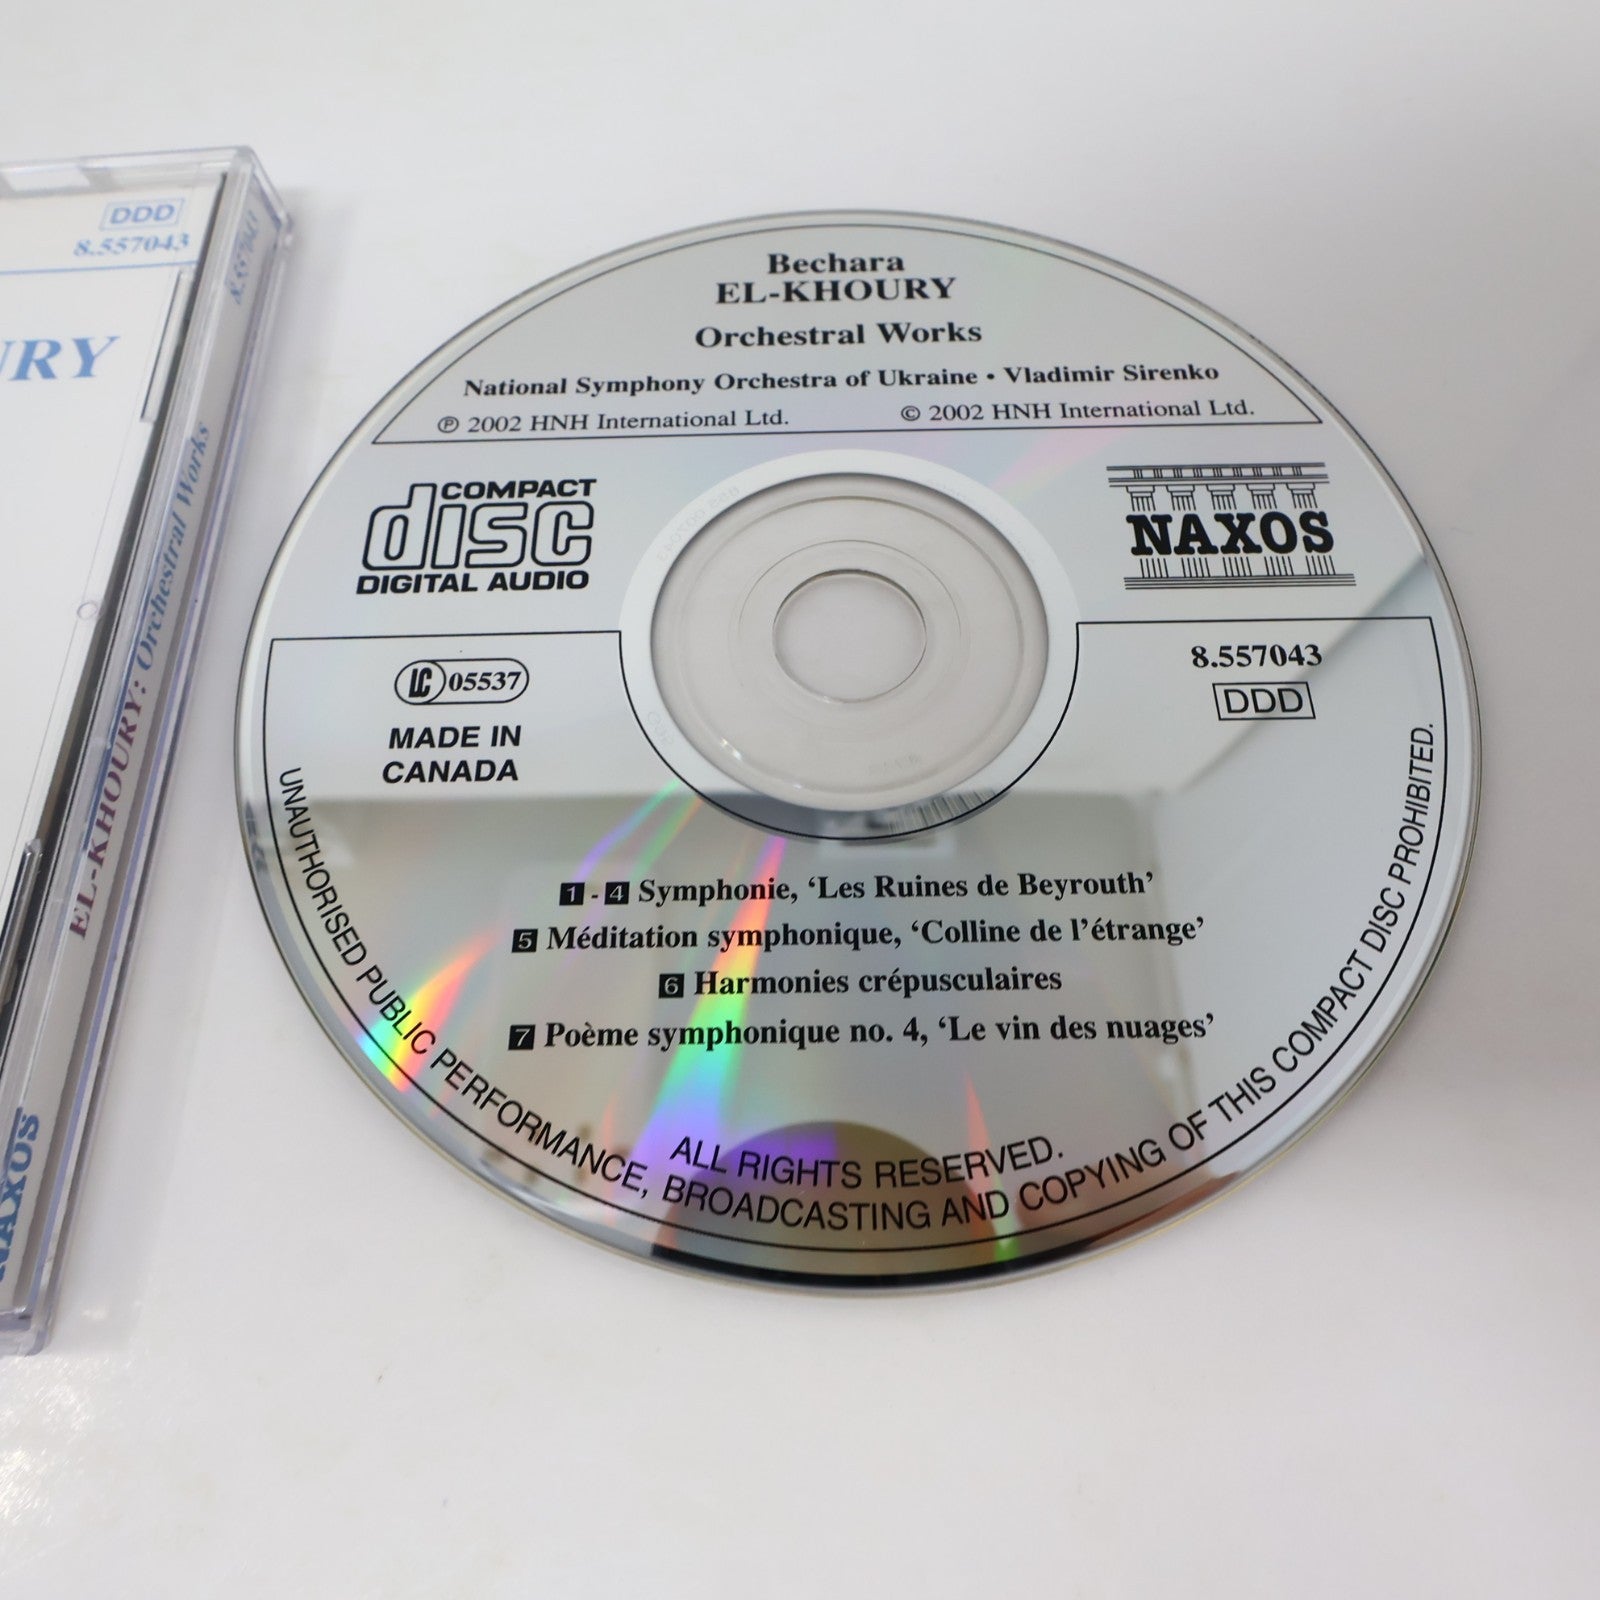 DDD
8.557043
URY
8.557043
EL-KHOURY: Orchestral Works
NAXOS
Bechara
EL-KHOURY
Orchestral Works
National Symphony Orchestra of Ukraine • Vladimir Sirenko
℗ 2002 HNH International Ltd.
© 2002 HNH International Ltd.
COMPACT
disc
DIGITAL AUDIO
NAXOS
LC 05537
MADE IN
CANADA
8.557043
DDD
1 - 4 Symphonie, ‘Les Ruines de Beyrouth’
5 Méditation symphonique, ‘Colline de l’étrange’
6 Harmonies crépusculaires
7 Poème symphonique no. 4, ‘Le vin des nuages’
ALL RIGHTS RESERVED.
UNAUTHORISED PUBLIC PERFORMANCE, BROADCASTING AND COPYING OF THIS COMPACT DISC PROHIBITED.